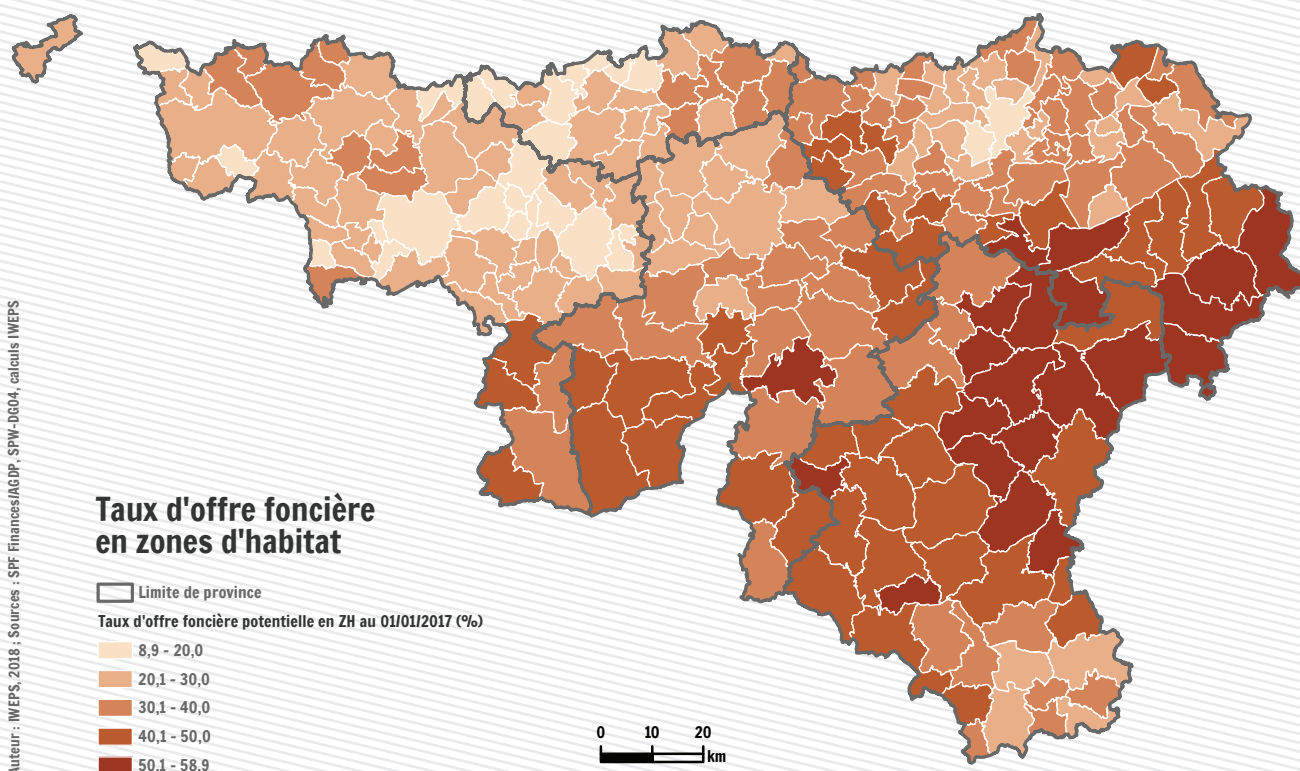 Taux d'offre foncière
en zones d'habitat
Limite de province
Taux d'offre foncière potentielle en ZH au 01/01/2017 (%)
8,9 - 20,0
20,1 - 30,0
30,1 - 40,0
40,1 - 50,0
50,1 - 58,9
0 10 20
km
Auteur : IWEPS, 2018 ; Sources : SPF Finances/AGDP, SPW-DG04, calculs IWEPS